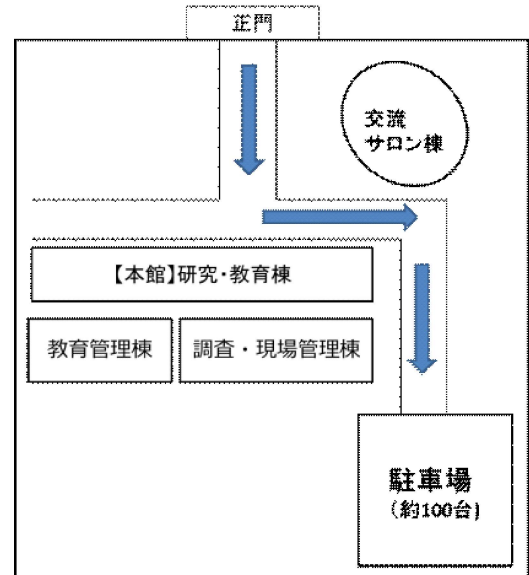 正門
交流
サロン棟
【本館】研究・教育棟
教育管理棟
調査・現場管理棟
駐車場
（約100台）